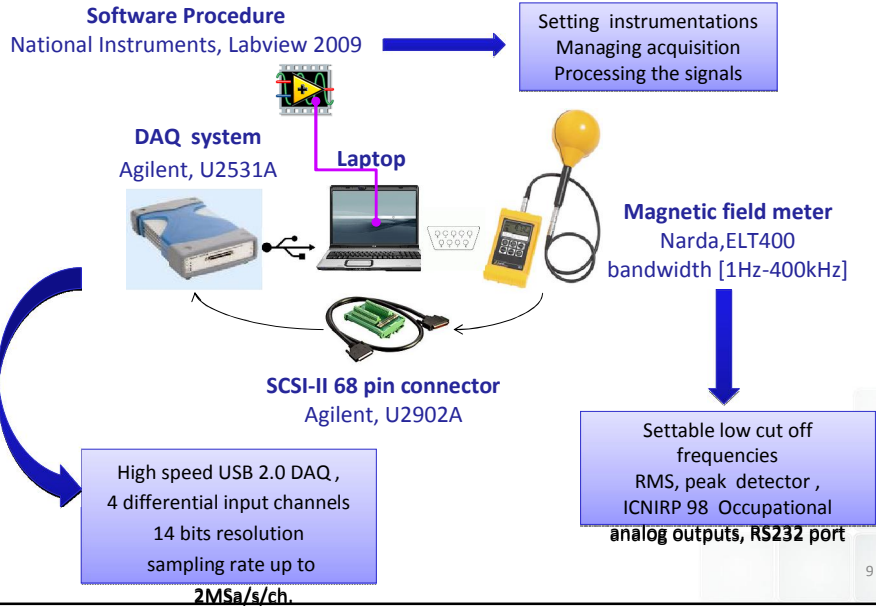 Software Procedure
National Instruments, Labview 2009
Setting instrumentations
Managing acquisition
Processing the signals
DAQ system
Agilent, U2531A
Laptop
Magnetic field meter
Narda,ELT400
bandwidth [1Hz-400kHz]
SCSI-II 68 pin connector
Agilent, U2902A
High speed USB 2.0 DAQ ,
4 differential input channels
14 bits resolution
sampling rate up to
2MSa/s/ch.
Settable low cut off
frequencies
RMS, peak detector ,
ICNIRP 98 Occupational
analog outputs, RS232 port
9